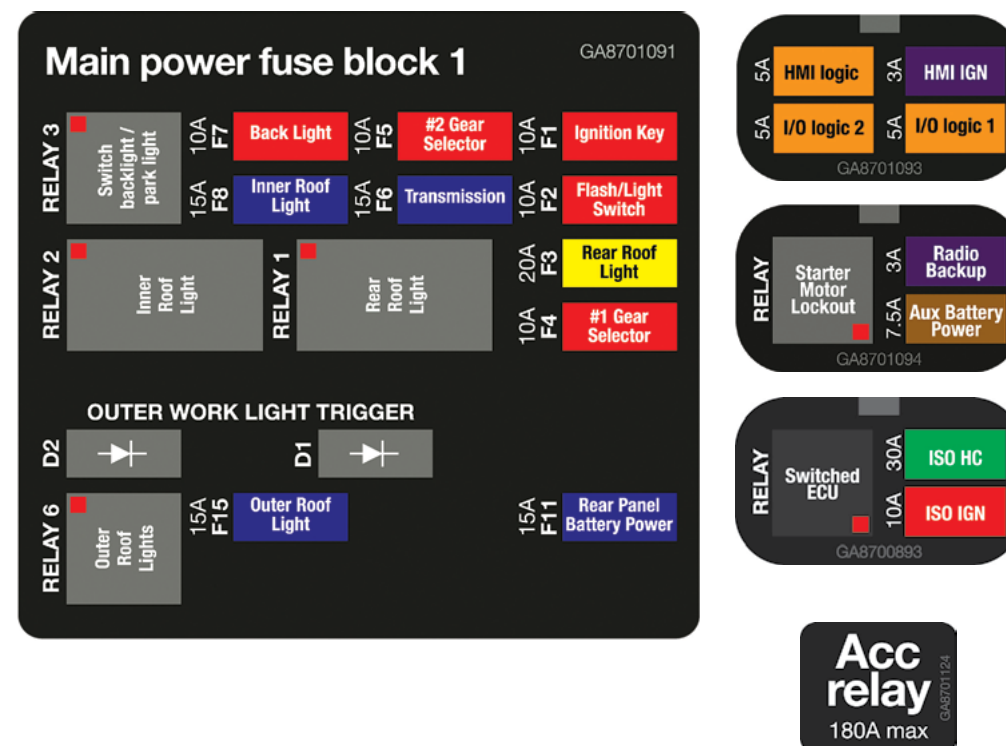 Main power fuse block 1
GA8701091
RELAY 3
Switch
backlight /
park light
10A
F7
Back Light
10A
F5
#2 Gear
Selector
10A
F1
Ignition Key
15A
F8
Inner Roof
Light
15A
F6
Transmission
10A
F2
Flash/Light
Switch
RELAY 2
Inner
Roof
Light
RELAY 1
Rear
Roof
Light
20A
F3
Rear Roof
Light
10A
F4
#1 Gear
Selector
OUTER WORK LIGHT TRIGGER
D2
D1
RELAY 6
Outer
Roof
Lights
15A
F15
Outer Roof
Light
15A
F11
Rear Panel
Battery Power
5A
HMI logic
3A
HMI IGN
5A
I/O logic 2
5A
I/O logic 1
GA8701093
RELAY
Starter
Motor
Lockout
3A
Radio
Backup
7.5A
Aux Battery
Power
GA8701094
RELAY
Switched
ECU
30A
ISO HC
10A
ISO IGN
GA8700893
Acc
relay
180A max
GA8701124